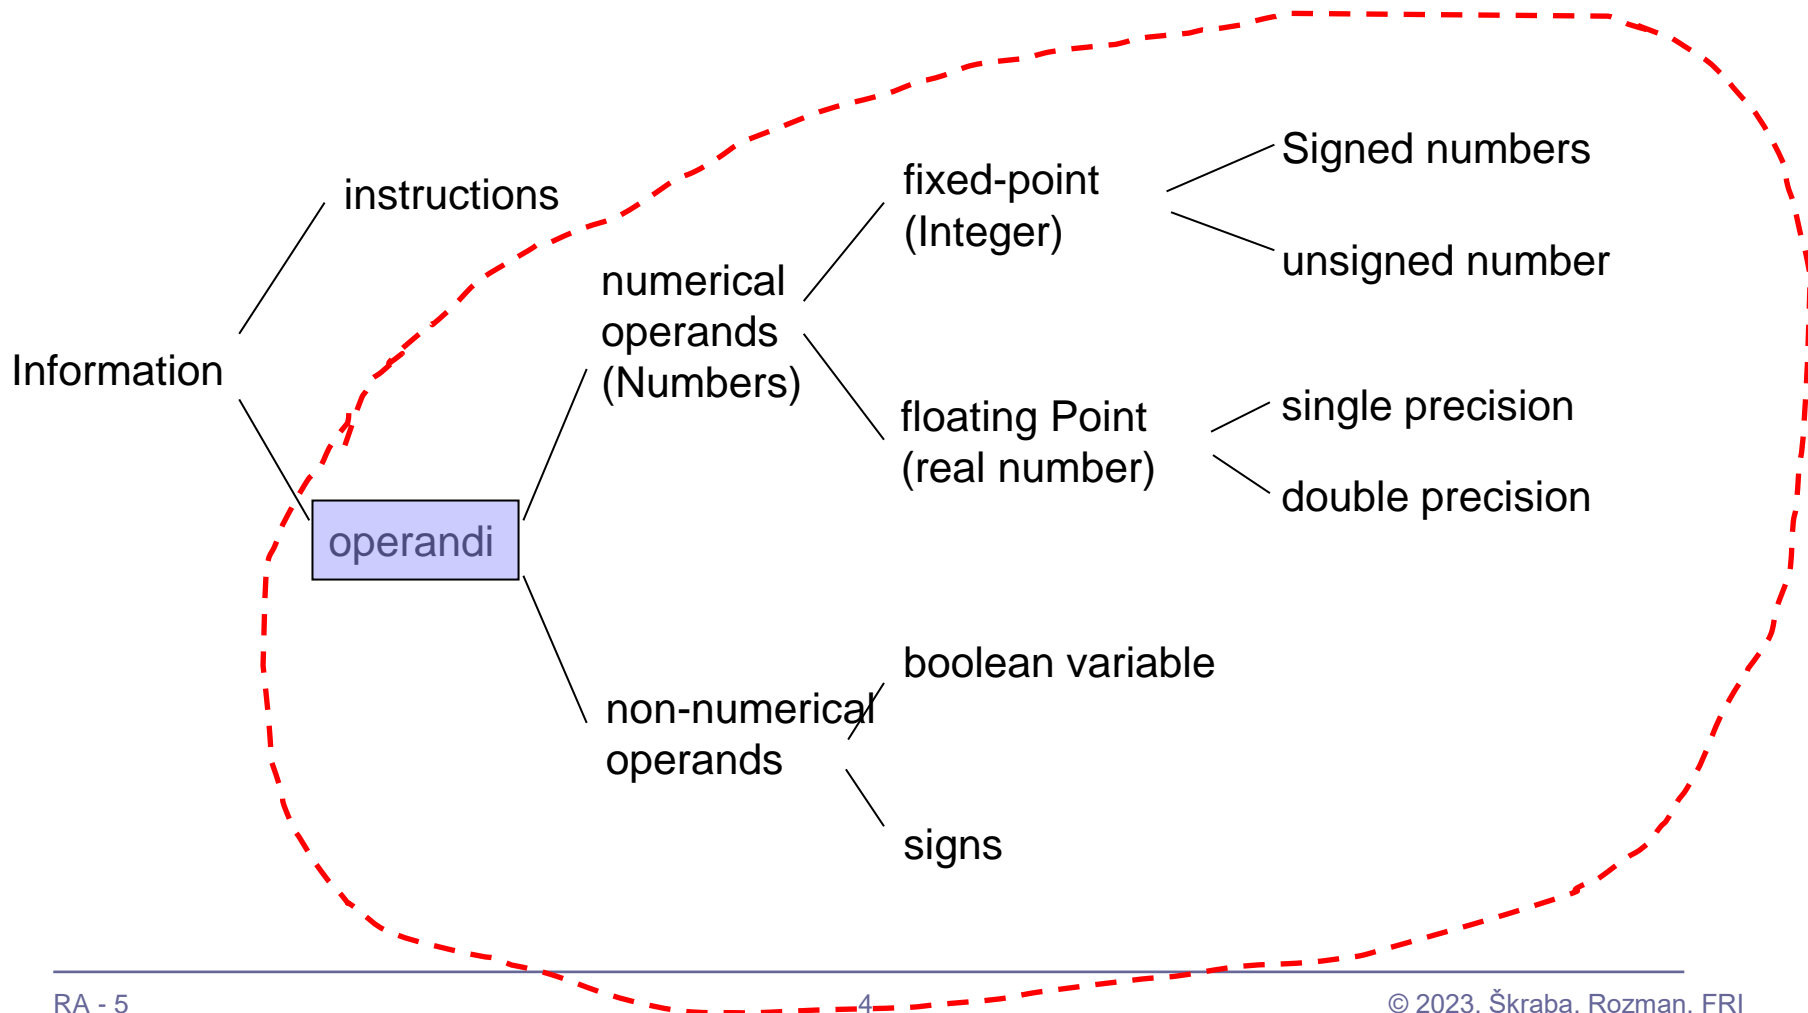 Information
instructions
operandi
numerical
operands
(Numbers)
fixed-point
(Integer)
Signed numbers
unsigned number
floating Point
(real number)
single precision
double precision
non-numerical
operands
boolean variable
signs
RA - 5
4
© 2023, Škraba, Rozman, FRI